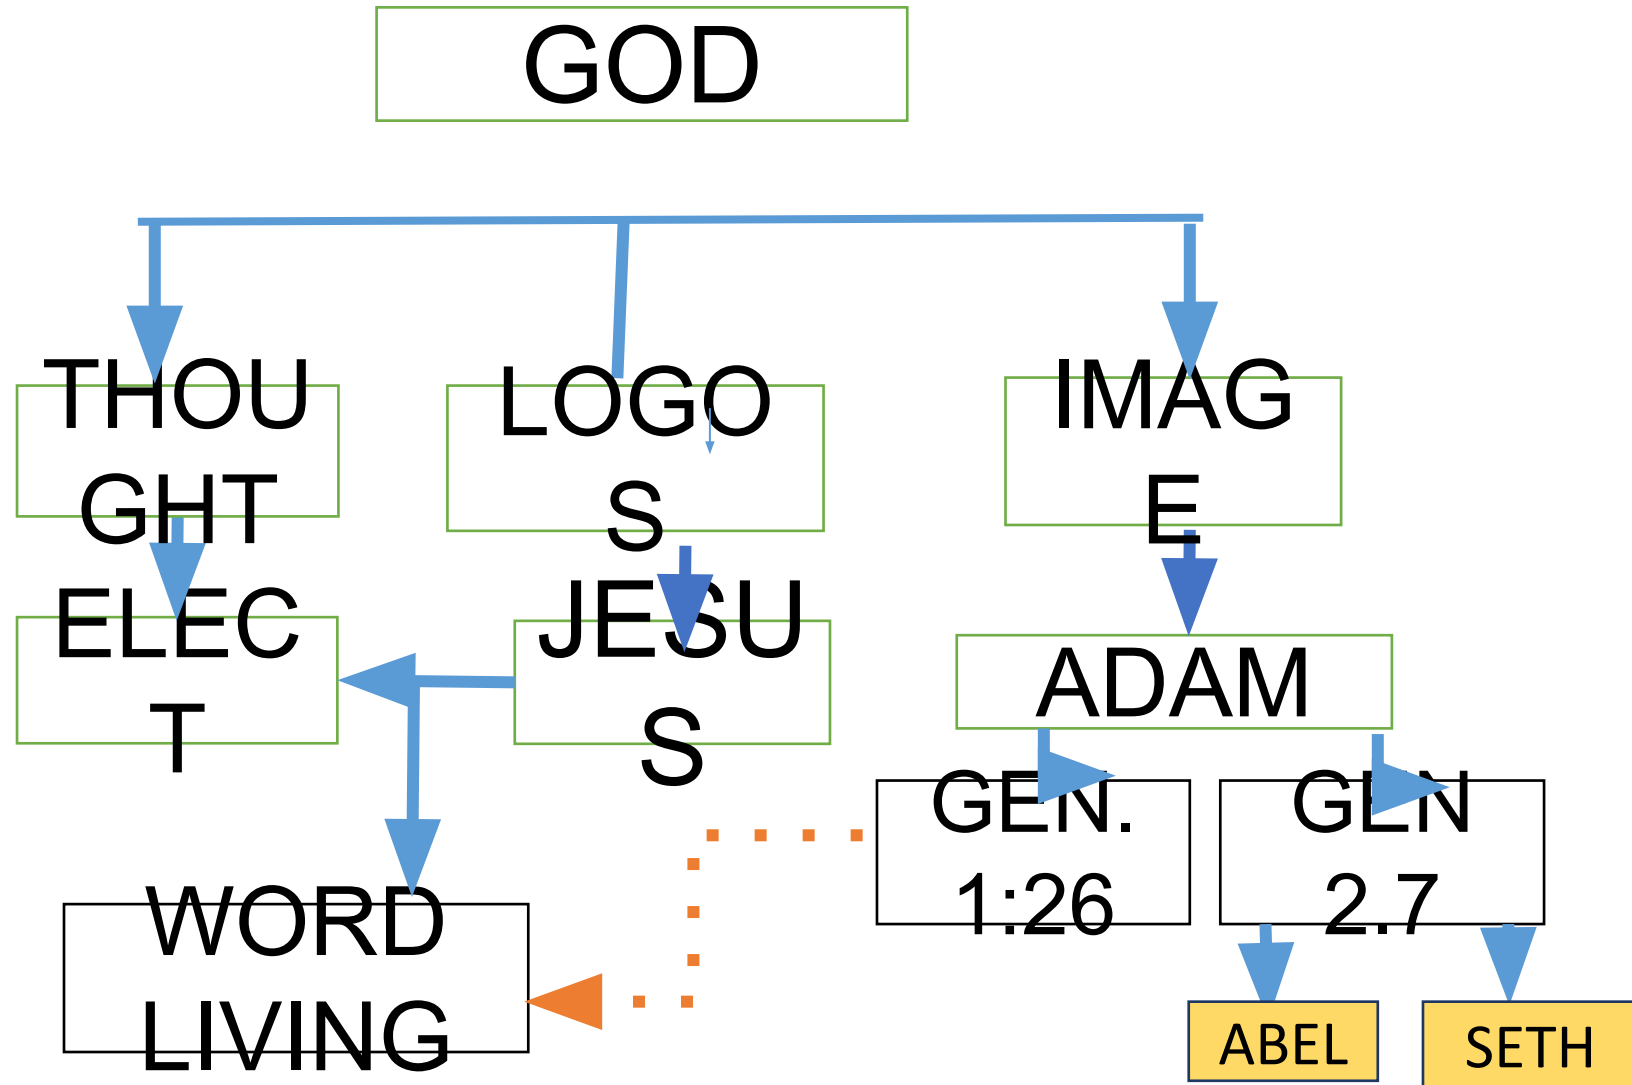 GOD
THOU
GHT
LOGO
S
IMAG
E
ELEC
T
JESU
S
ADAM
GEN.
1:26
GEN
2.7
WORD
LIVING
ABEL
SETH